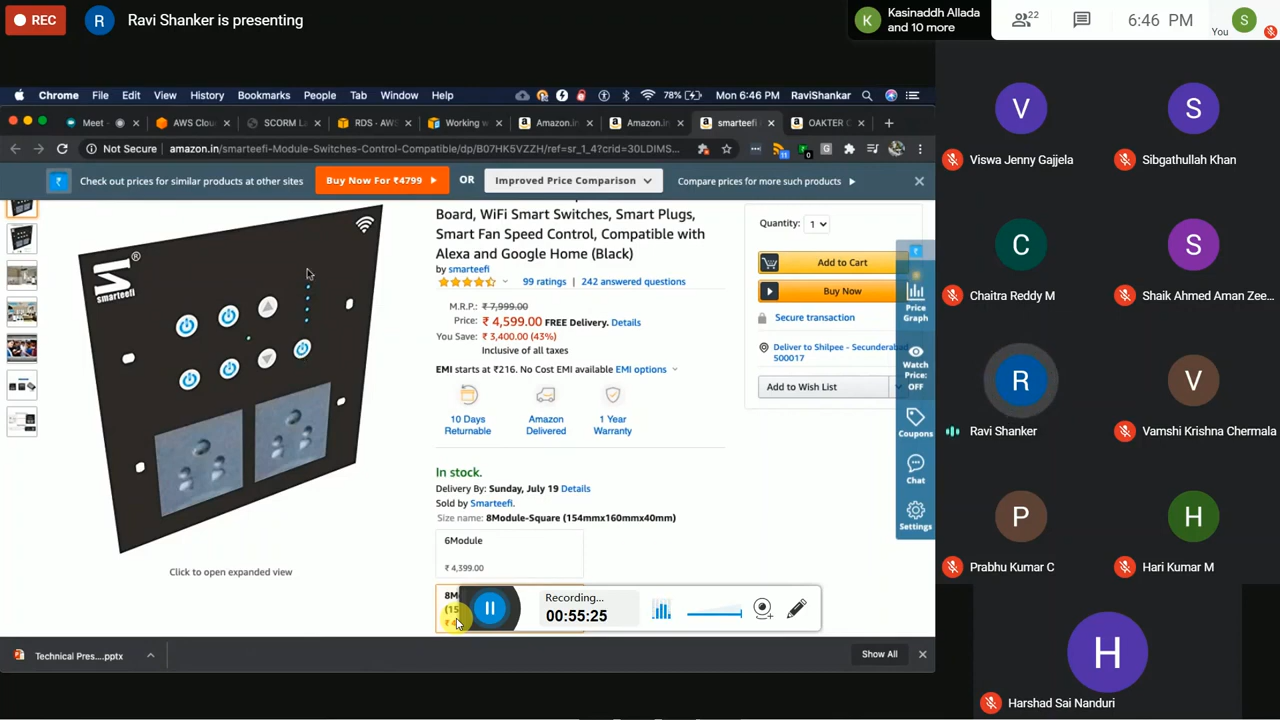 REC
R
Ravi Shanker is presenting
K
Kasinaddh Allada
and 10 more
22
6:46 PM
You
S
Chrome File Edit View History Bookmarks People Tab Window Help
78%
Mon 6:46 PM RaviShankar
Meet -
AWS Clou
SCORM L
RDS - AWS
Working w
Amazon.in
Amazon.in
smarteefi
OAKTER C
Not Secure
amazon.in/smarteefi-Module-Switches-Control-Compatible/dp/B07HK5VZZH/ref=sr_1_4?crid=30LDIMS...
Check out prices for similar products at other sites
Buy Now For ₹4799
OR
Improved Price Comparison
Compare prices for more such products
Board, WiFi Smart Switches, Smart Plugs,
Smart Fan Speed Control, Compatible with
Alexa and Google Home (Black)
by smarteefi
99 ratings | 242 answered questions
M.R.P.: ₹ 7,999.00
Price: ₹ 4,599.00 FREE Delivery. Details
You Save: ₹ 3,400.00 (43%)
Inclusive of all taxes
EMI starts at ₹216. No Cost EMI available EMI options
10 Days
Returnable
Amazon
Delivered
1 Year
Warranty
In stock.
Delivery By: Sunday, July 19 Details
Sold by Smarteefi.
Size name: 8Module-Square (154mmx160mmx40mm)
6Module
₹ 4,399.00
8M
(15
S ®
smarteefi
Click to open expanded view
Quantity: 1
Add to Cart
Buy Now
Secure transaction
Deliver to Shilpee - Secunderabad
500017
Add to Wish List
Price
Graph
Watch
Price:
OFF
Coupons
Chat
Settings
Recording...
00:55:25
Technical Pres....pptx
Show All
V
Viswa Jenny Gajjela
S
Sibgathullah Khan
C
Chaitra Reddy M
S
Shaik Ahmed Aman Zee...
R
Ravi Shanker
V
Vamshi Krishna Chermala
P
Prabhu Kumar C
H
Hari Kumar M
H
Harshad Sai Nanduri